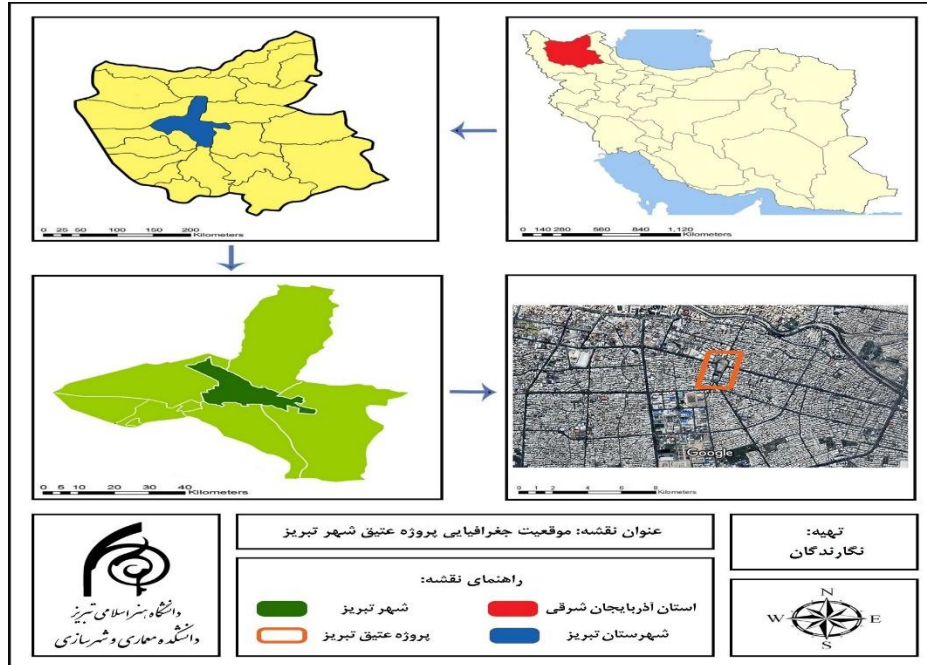 0 25 50 100 150 200
Kilometers
0 140 280 560 840 1,120
Kilometers
0 5 10 20 30 40
Kilometers
Google
0 1 2 4 6 8
Kilometers
تهیه:
نگارندگان
عنوان نقشه: موقعیت جغرافیایی پروژه عتیق شهر تبریز
راهنمای نقشه:
استان آذربایجان شرقی
شهر تبریز
شهرستان تبریز
پروژه عتیق تبریز
دانشگاه هنر اسلامی تبریز
دانشکده معماری و شهرسازی
N
W E
S